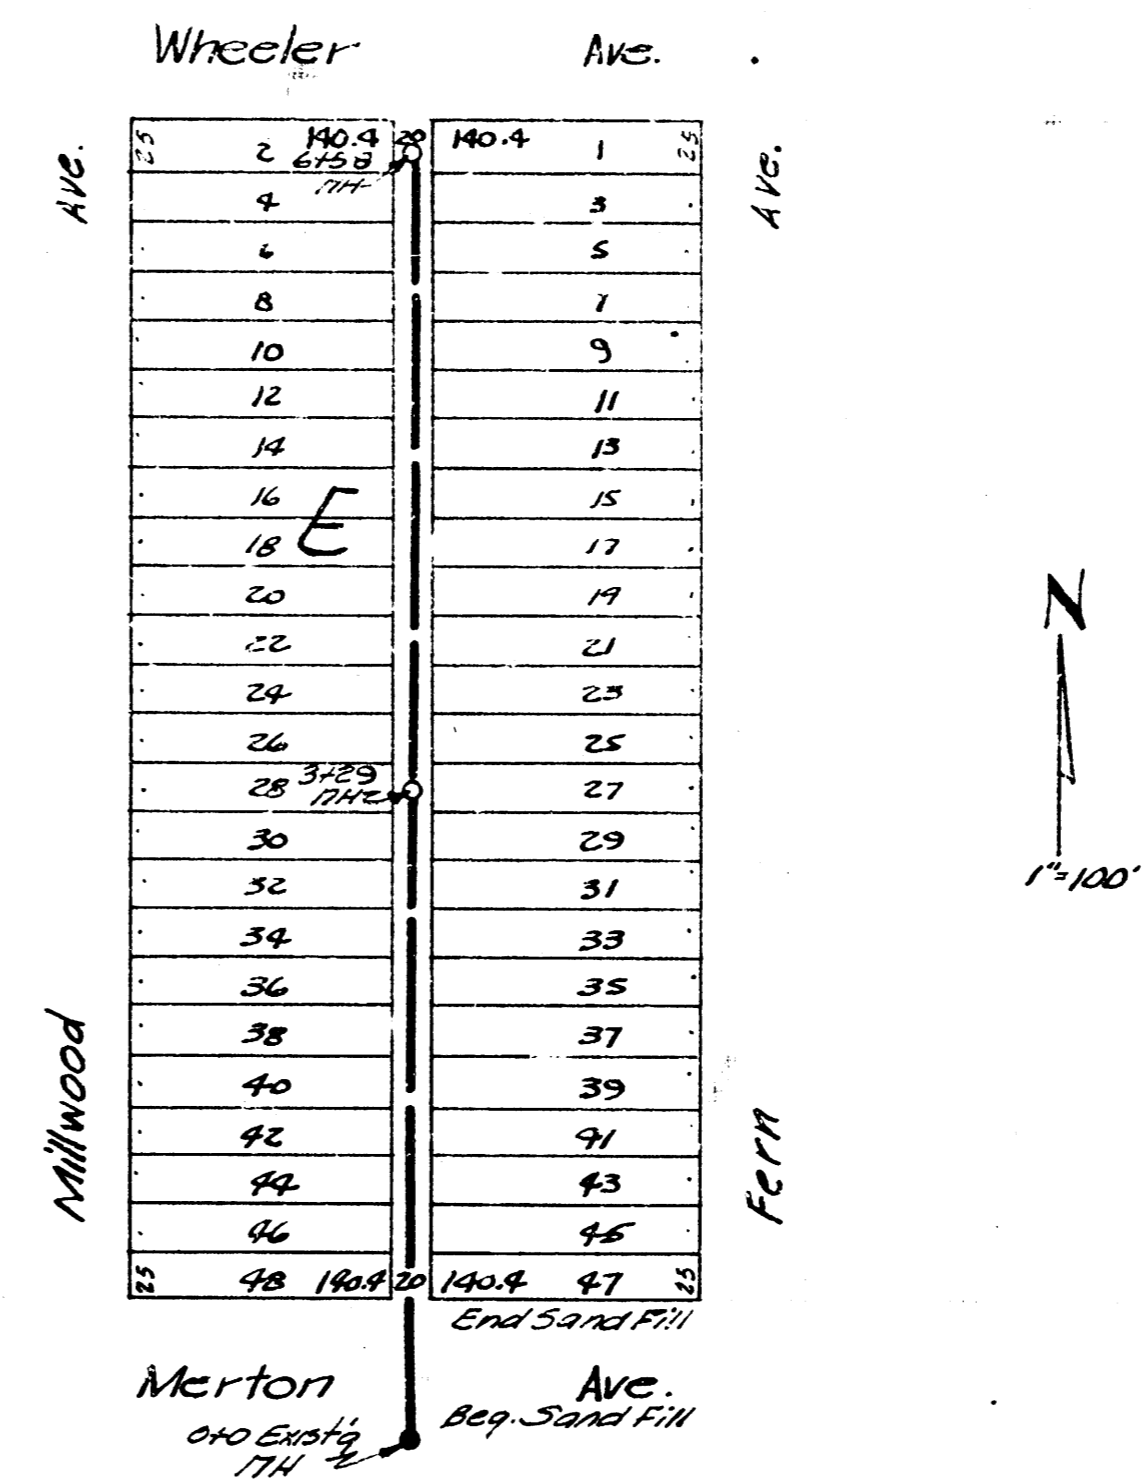 Wheeler Ave.
Ave. Ave.
25 2 140.4 20 140.4 1 25
6+58
MH
4 3
6 5
8 7
10 9
12 11
14 13
16 15
E
18 17
20 19
22 21
24 23
26 25
28 3+29 27
MH2
30 29
32 31
34 33
36 35
38 37
40 39
42 41
44 43
46 45
25 48 140.4 20 140.4 47 25
Millwood
Fern
N
1"=100'
End Sand Fill
Merton Ave.
Beg. Sand Fill
0+0 Exist'g
MH